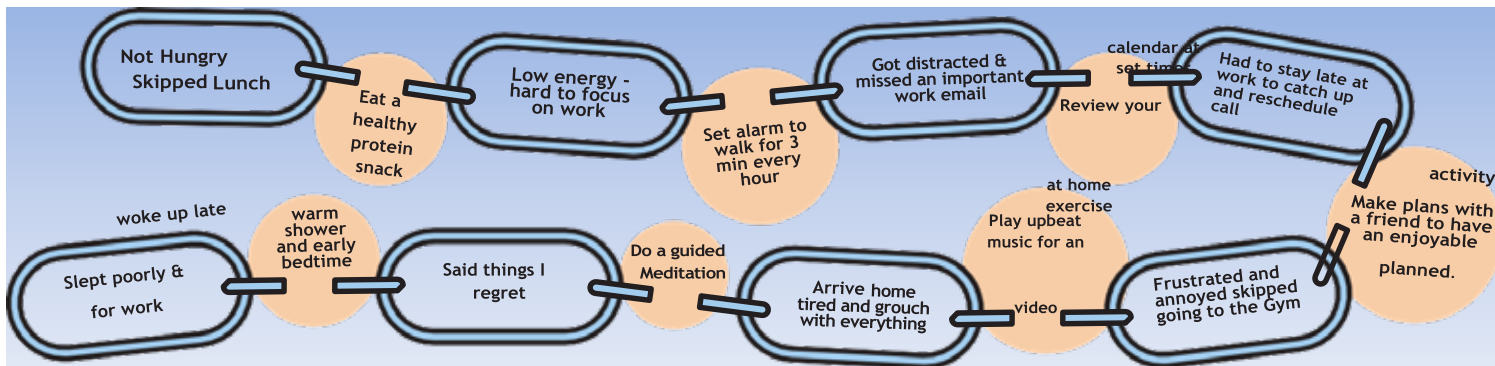 Not Hungry
Skipped Lunch
Eat a
healthy
protein
snack
Low energy -
hard to focus
on work
Set alarm to
walk for 3
min every
hour
Got distracted &
missed an important
work email
calendar at
set times
Review your
Had to stay late at
work to catch up
and reschedule
call
activity
Make plans with
a friend to have
an enjoyable
planned.
Frustrated and
annoyed skipped
going to the Gym
at home
exercise
Play upbeat
music for an
video
Arrive home
tired and grouch
with everything
Do a guided
Meditation
Said things I
regret
warm
shower
and early
bedtime
woke up late
Slept poorly &
for work